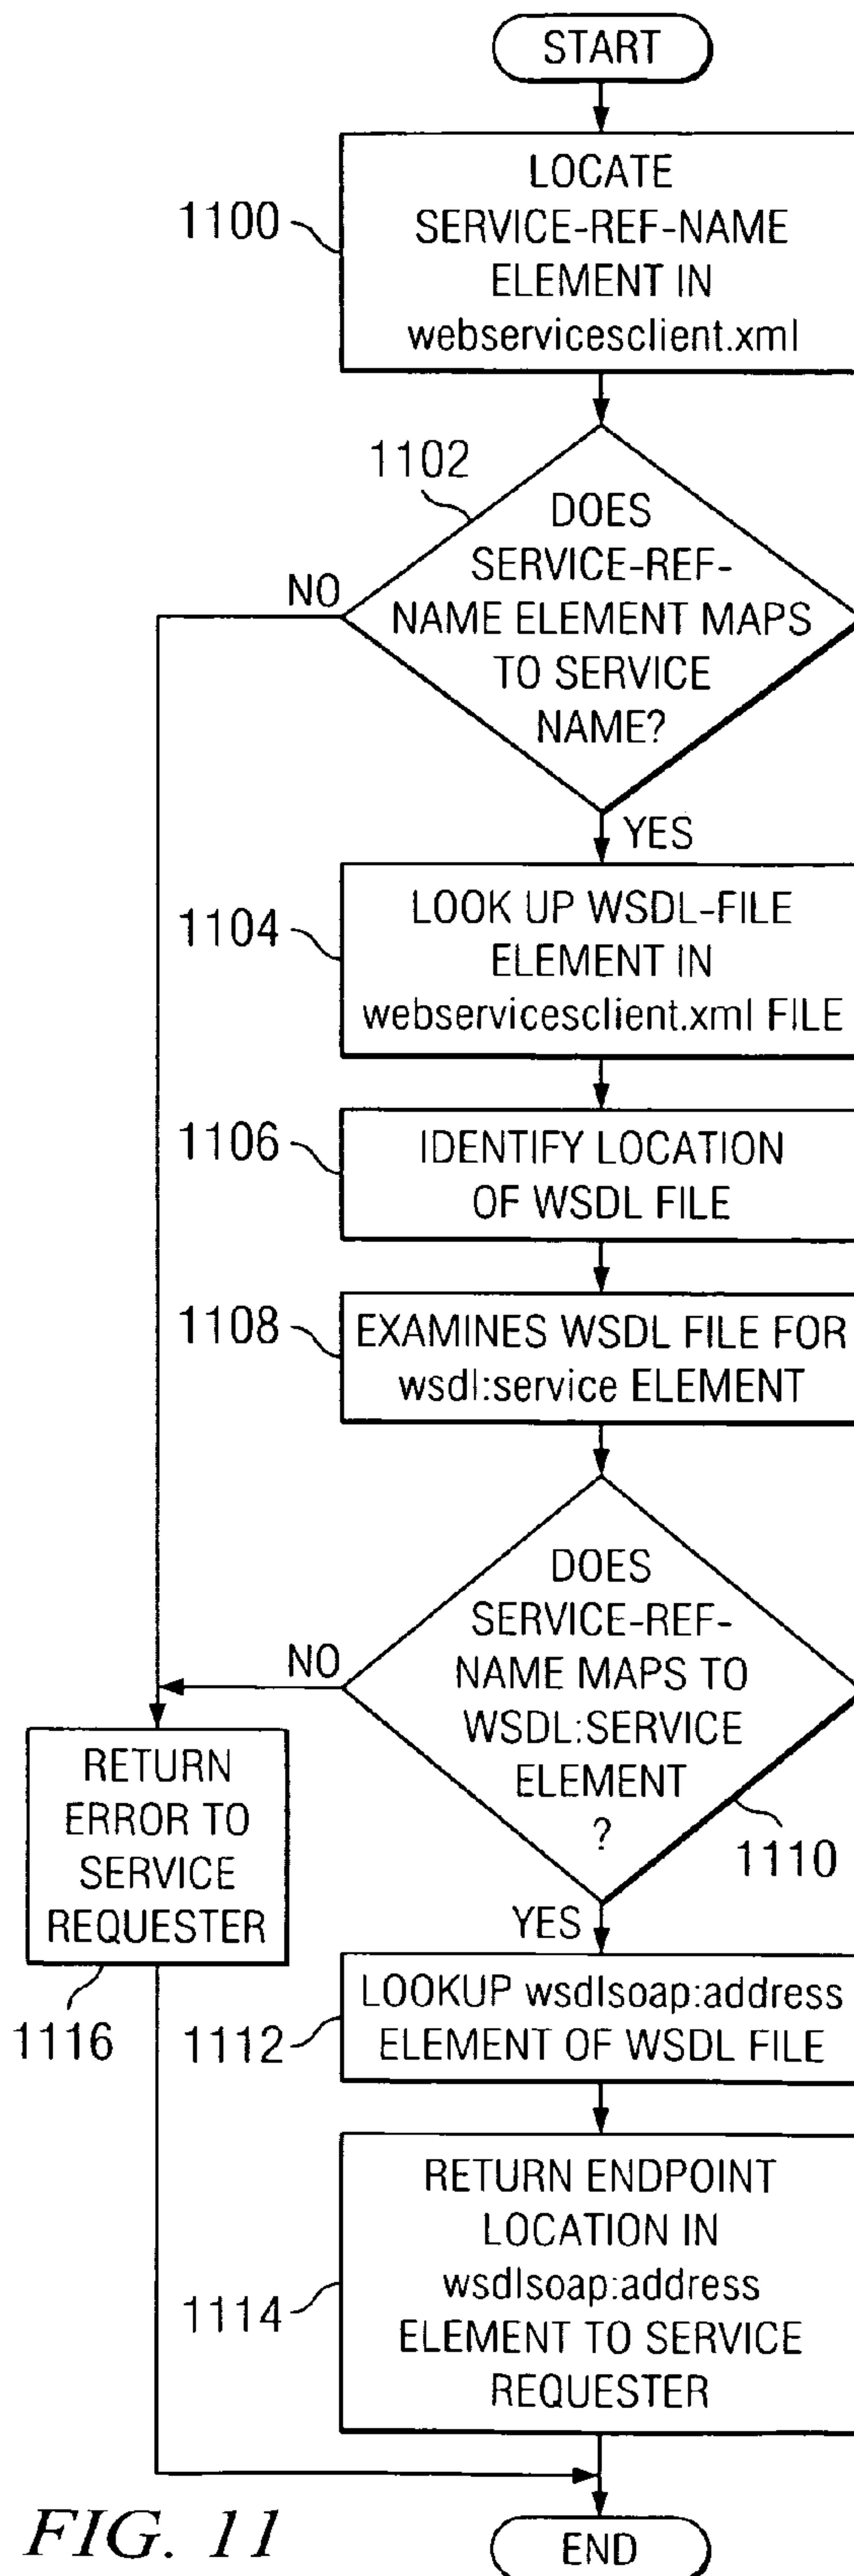 START
1100
LOCATE
SERVICE-REF-NAME
ELEMENT IN
webservicesclient.xml
1102
DOES
SERVICE-REF-
NAME ELEMENT MAPS
TO SERVICE
NAME?
NO
YES
1104
LOOK UP WSDL-FILE
ELEMENT IN
webservicesclient.xml FILE
1106
IDENTIFY LOCATION
OF WSDL FILE
1108
EXAMINES WSDL FILE FOR
wsdl:service ELEMENT
DOES
SERVICE-REF-
NAME MAPS TO
WSDL:SERVICE
ELEMENT
?
NO
1110
YES
RETURN
ERROR TO
SERVICE
REQUESTER
1116
1112
LOOKUP wsdlsoap:address
ELEMENT OF WSDL FILE
1114
RETURN ENDPOINT
LOCATION IN
wsdlsoap:address
ELEMENT TO SERVICE
REQUESTER
FIG. 11
END